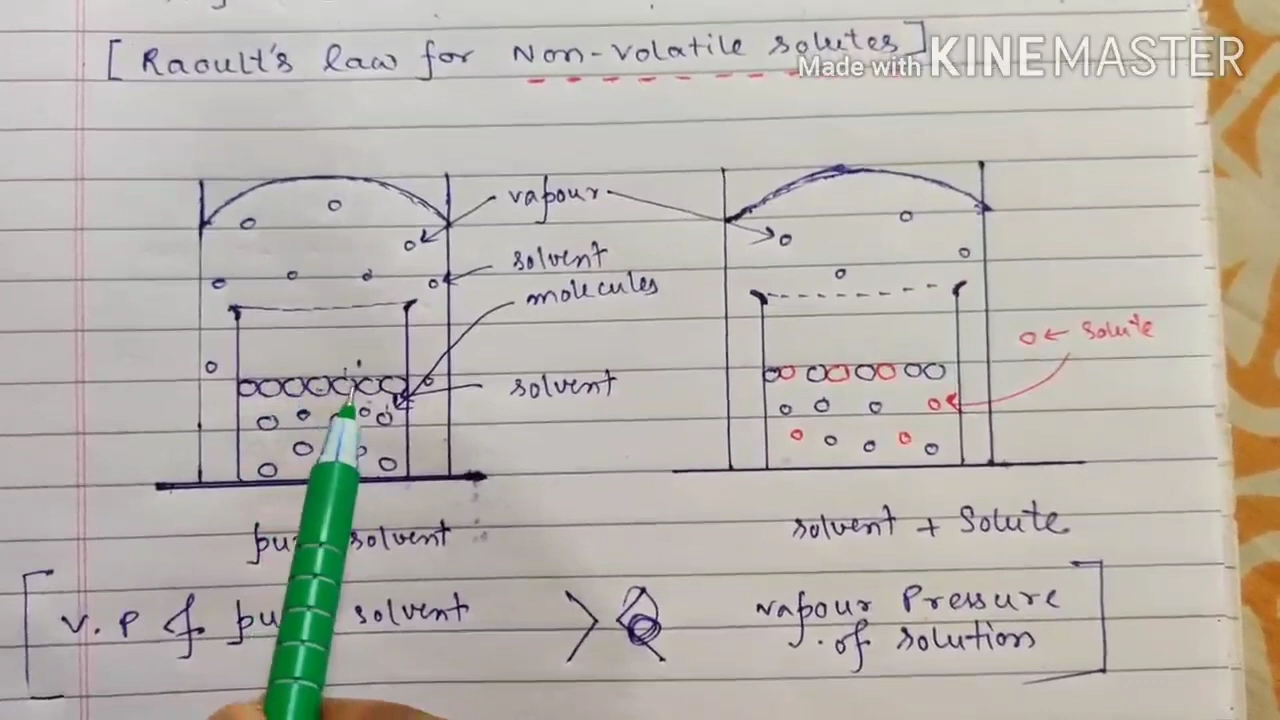 [ Raoult's law for Non-volatile solutes ]
Made with KINEMASTER
vapour
solvent
molecules
solvent
solute
solvent
solvent + Solute
V.P of solvent > vapour Pressure
of solution